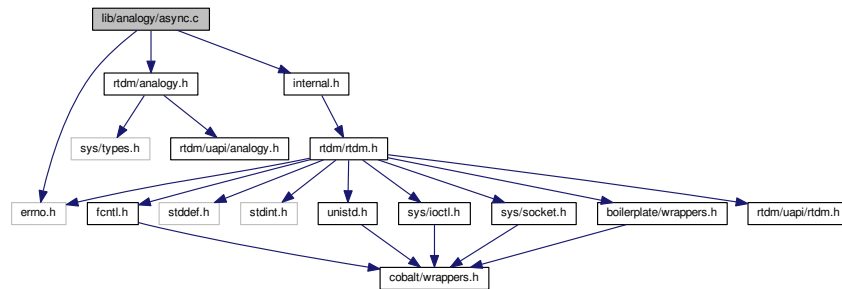 lib/analogy/async.c
rtdm/analogy.h
internal.h
sys/types.h
rtdm/uapi/analogy.h
rtdm/rtdm.h
errno.h
fcntl.h
stddef.h
stdint.h
unistd.h
sys/ioctl.h
sys/socket.h
boilerplate/wrappers.h
rtdm/uapi/rtdm.h
cobalt/wrappers.h